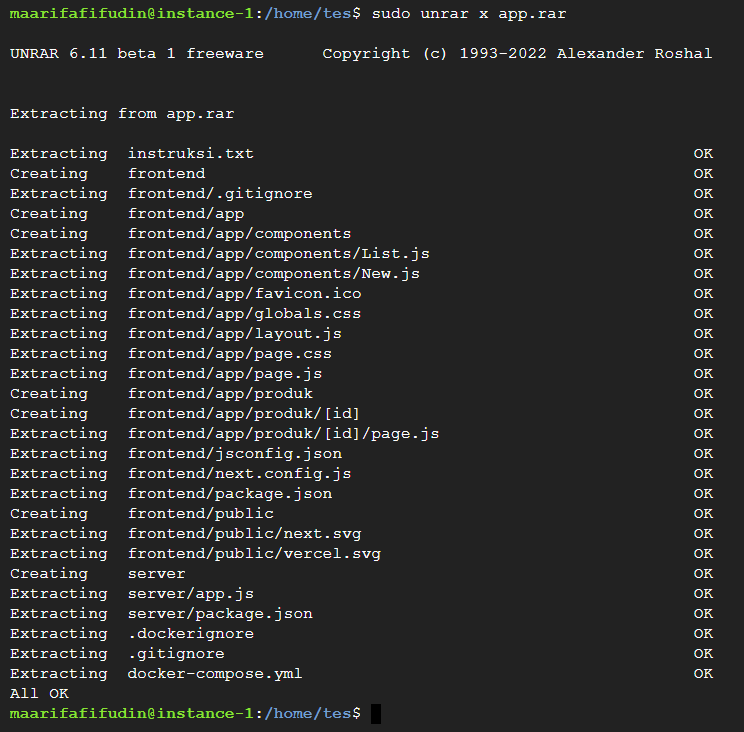 maarifafifudin@instance-1:/home/tes$ sudo unrar x app.rar
UNRAR 6.11 beta 1 freeware      Copyright (c) 1993-2022 Alexander Roshal
Extracting from app.rar
Extracting  instruksi.txt                                             OK
Creating    frontend                                                  OK
Extracting  frontend/.gitignore                                       OK
Creating    frontend/app                                              OK
Creating    frontend/app/components                                   OK
Extracting  frontend/app/components/List.js                           OK
Extracting  frontend/app/components/New.js                            OK
Extracting  frontend/app/favicon.ico                                  OK
Extracting  frontend/app/globals.css                                  OK
Extracting  frontend/app/layout.js                                    OK
Extracting  frontend/app/page.css                                     OK
Extracting  frontend/app/page.js                                      OK
Creating    frontend/app/produk                                       OK
Creating    frontend/app/produk/[id]                                  OK
Extracting  frontend/app/produk/[id]/page.js                          OK
Extracting  frontend/jsconfig.json                                    OK
Extracting  frontend/next.config.js                                   OK
Extracting  frontend/package.json                                     OK
Creating    frontend/public                                           OK
Extracting  frontend/public/next.svg                                  OK
Extracting  frontend/public/vercel.svg                                OK
Creating    server                                                    OK
Extracting  server/app.js                                             OK
Extracting  server/package.json                                       OK
Extracting  .dockerignore                                             OK
Extracting  .gitignore                                                OK
Extracting  docker-compose.yml                                        OK
All OK
maarifafifudin@instance-1:/home/tes$